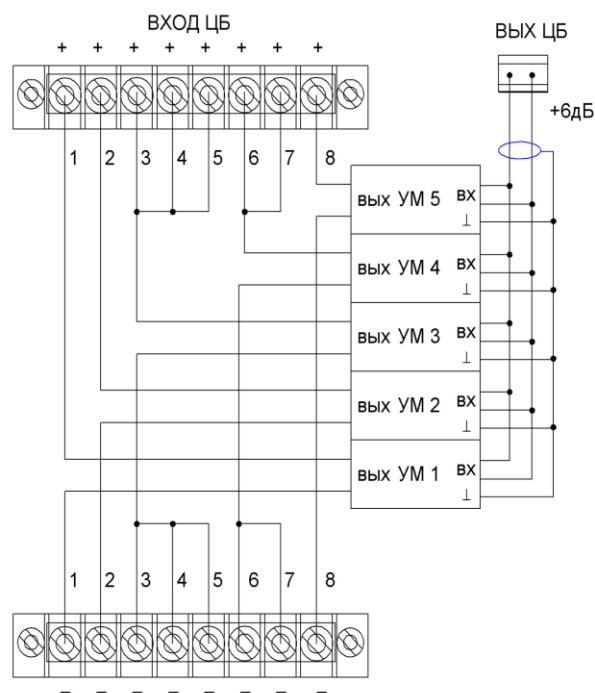 ВХОД ЦБ
ВЫХ ЦБ
+ + + + + + + +
+6дБ
1 2 3 4 5 6 7 8
вых УМ 5 вх
⊥
вых УМ 4 вх
⊥
вых УМ 3 вх
⊥
вых УМ 2 вх
⊥
вых УМ 1 вх
⊥
1 2 3 4 5 6 7 8
− − − − − − − −